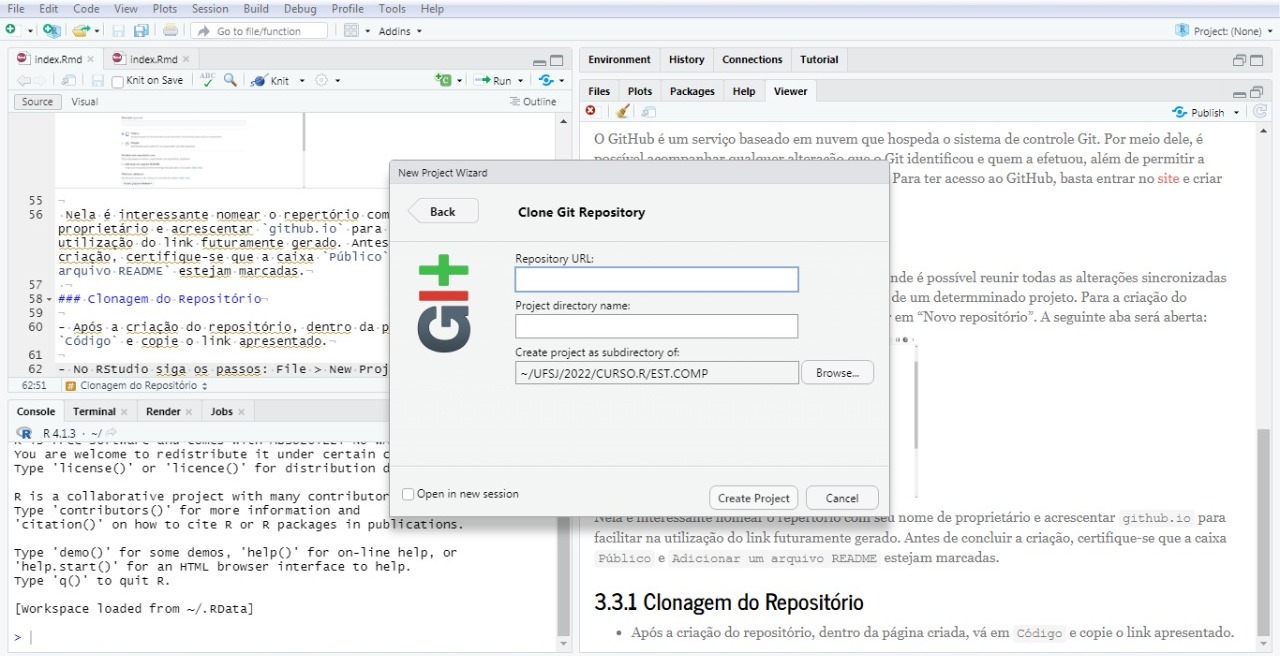 File Edit Code View Plots Session Build Debug Profile Tools Help
Go to file/function Addins Project: (None)
index.Rmd index.Rmd
Knit on Save ABC Knit Run
Source Visual Outline
55
56 Nela é interessante nomear o repertório com
proprietário e acrescentar `github.io` para
utilização do link futuramente gerado. Antes
criação, certifique-se que a caixa `Público`
arquivo README` estejam marcadas.
57
58 ### Clonagem do Repositório
59
60 - Após a criação do repositório, dentro da p
`Código` e copie o link apresentado.
61
62 - No RStudio siga os passos: File > New Proj
62:51 # Clonagem do Repositório
Console Terminal Render Jobs
R 4.1.3 · ~/
You are welcome to redistribute it under certain c
Type 'license()' or 'licence()' for distribution d
R is a collaborative project with many contributor
Type 'contributors()' for more information and
'citation()' on how to cite R or R packages in publications.
Type 'demo()' for some demos, 'help()' for on-line help, or
'help.start()' for an HTML browser interface to help.
Type 'q()' to quit R.
[Workspace loaded from ~/.RData]
>
New Project Wizard
Back Clone Git Repository
GIt
Repository URL:
Project directory name:
Create project as subdirectory of:
~/UFSJ/2022/CURSO.R/EST.COMP Browse...
Open in new session Create Project Cancel
Environment History Connections Tutorial
Files Plots Packages Help Viewer
Publish
O GitHub é um serviço baseado em nuvem que hospeda o sistema de controle Git. Por meio dele, é
possível acompanhar qualquer alteração que o Git identificou e quem a efetuou, além de permitir a
Para ter acesso ao GitHub, basta entrar no site e criar
nde é possível reunir todas as alterações sincronizadas
de um determminado projeto. Para a criação do
em “Novo repositório”. A seguinte aba será aberta:
Nela é interessante nomear o repertório com seu nome de proprietário e acrescentar github.io para
facilitar na utilização do link futuramente gerado. Antes de concluir a criação, certifique-se que a caixa
Público e Adicionar um arquivo README estejam marcadas.
3.3.1 Clonagem do Repositório
• Após a criação do repositório, dentro da página criada, vá em Código e copie o link apresentado.